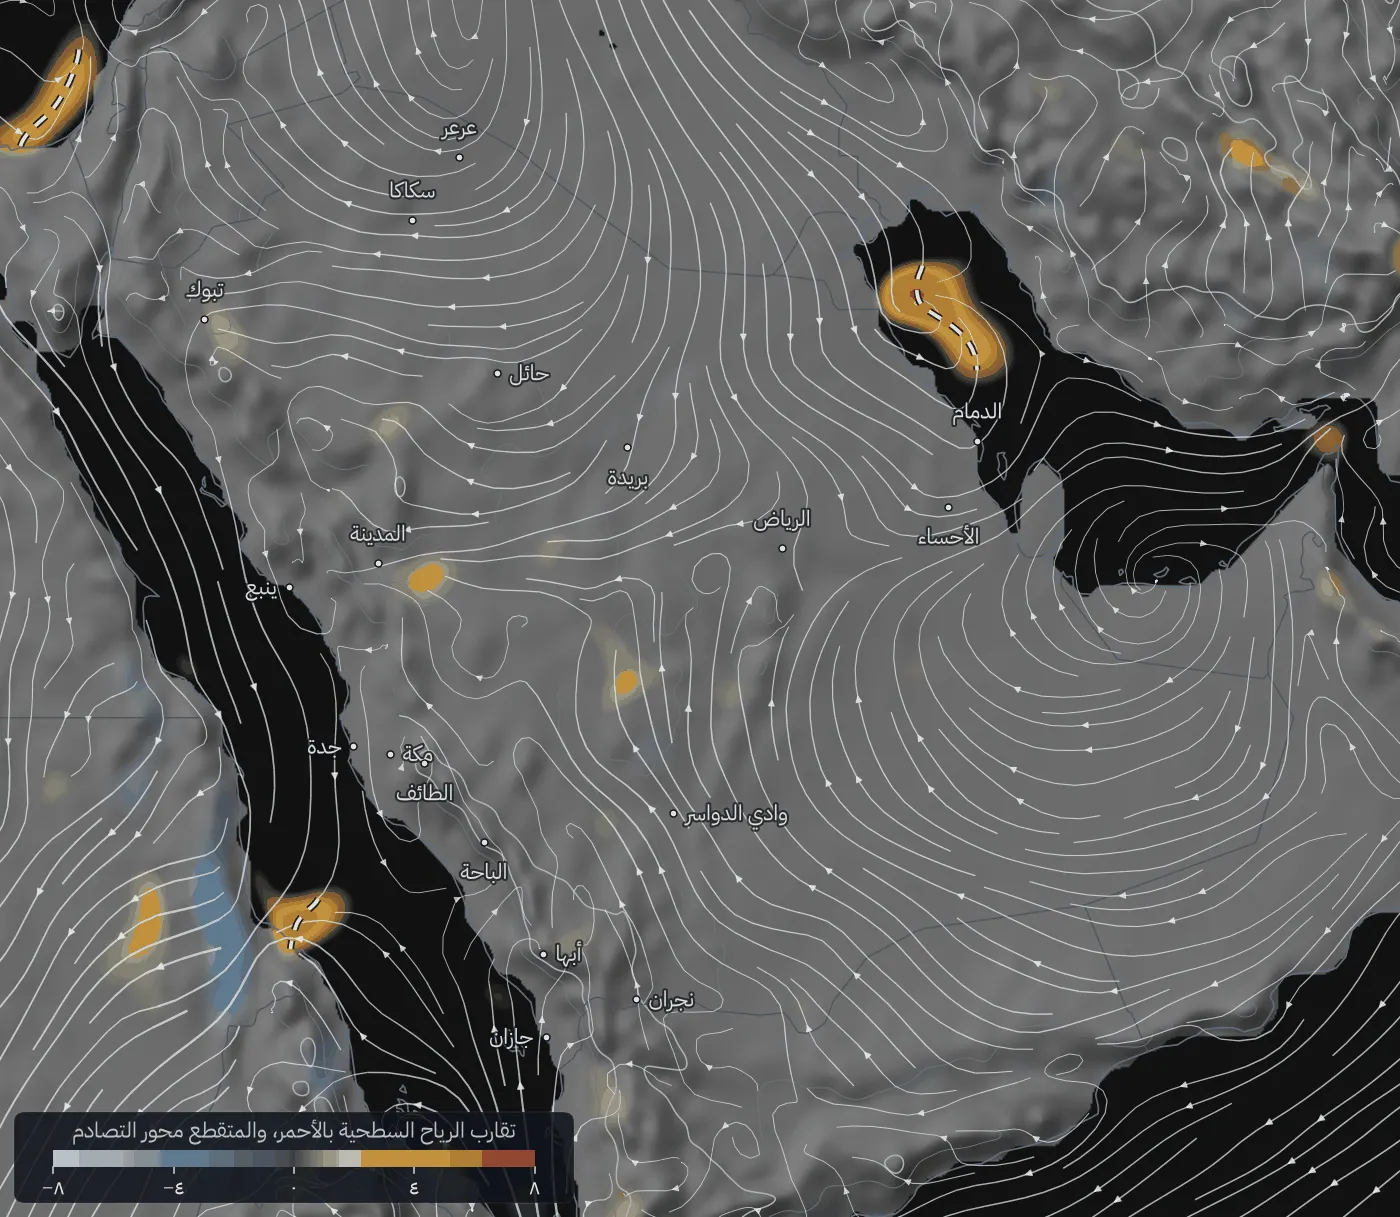 عرعر
سكاكا
تبوك
حائل
الدمام
بريدة
الرياض
الأحساء
المدينة
ينبع
جدة
مكة
الطائف
وادي الدواسر
الباحة
أبها
نجران
جازان
تقارب الرياح السطحية بالأحمر، والمتقطع محور التصادم
−٨ −٤ ٠ ٤ ٨